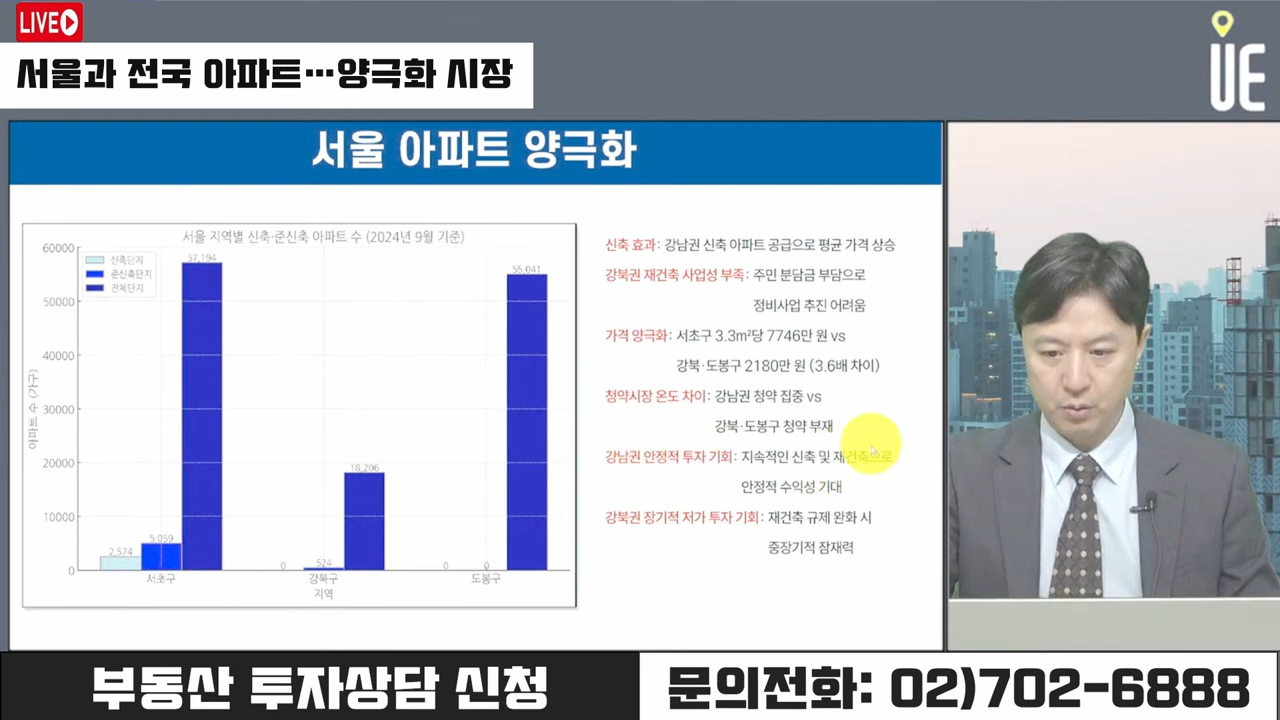 LIVE
서울과 전국 아파트…양극화 시장
UE
서울 아파트 양극화
서울 지역별 신축·준신축 아파트 수 (2024년 9월 기준)
신축단지
준신축단지
전체단지
아파트 수 (가구)
60000
50000
40000
30000
20000
10000
0
2,574
5,059
57,194
0
524
18,206
0
0
55,041
서초구
강북구
도봉구
지역
신축 효과: 강남권 신축 아파트 공급으로 평균 가격 상승
강북권 재건축 사업성 부족: 주민 분담금 부담으로
정비사업 추진 어려움
가격 양극화: 서초구 3.3m²당 7746만 원 vs
강북·도봉구 2180만 원 (3.6배 차이)
청약시장 온도 차이: 강남권 청약 집중 vs
강북·도봉구 청약 부재
강남권 안정적 투자 기회: 지속적인 신축 및 재건축으로
안정적 수익성 기대
강북권 장기적 저가 투자 기회: 재건축 규제 완화 시
중장기적 잠재력
부동산 투자상담 신청
문의전화: 02)702-6888